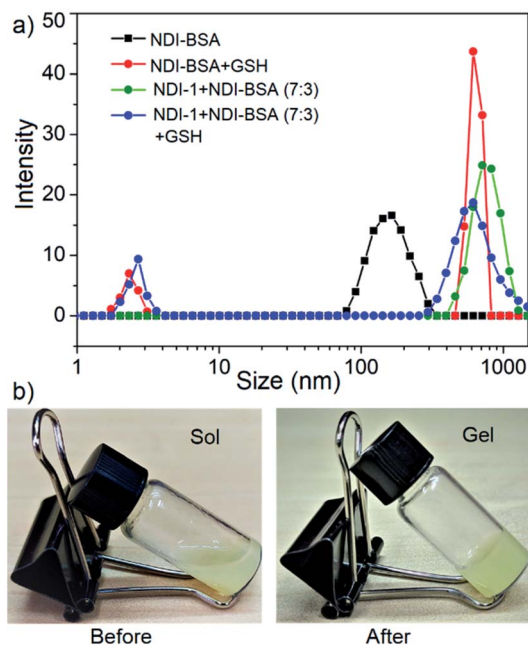 a)
50
40
30
20
10
0
Intensity
NDI-BSA
NDI-BSA+GSH
NDI-1+NDI-BSA (7:3)
NDI-1+NDI-BSA (7:3)
+GSH
1 10 100 1000
Size (nm)
b)
Sol
Gel
Before
After